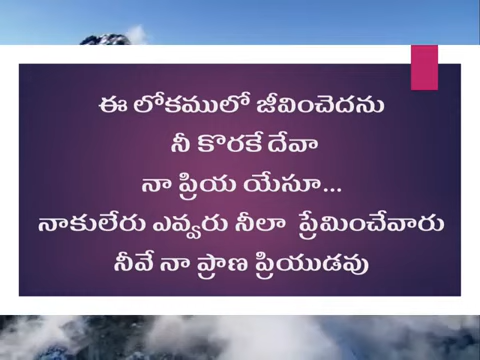 ఈ లోకములో జీవించెదను
నీ కొరకే దేవా
నా ప్రియ యేసూ...
నాకులేరు ఎవ్వరు నీలా ప్రేమించేవారు
నీవే నా ప్రాణ ప్రియుడవు